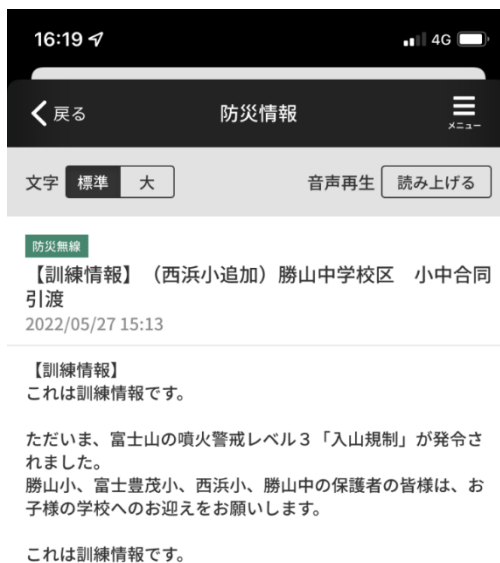 16:19
4G
戻る
防災情報
メニュー
文字 標準 大 音声再生 読み上げる
防災無線
【訓練情報】（西浜小追加）勝山中学校区　小中合同
引渡
2022/05/27 15:13
【訓練情報】
これは訓練情報です。
ただいま、富士山の噴火警戒レベル３「入山規制」が発令さ
れました。
勝山小、富士豊茂小、西浜小、勝山中の保護者の皆様は、お
子様の学校へのお迎えをお願いします。
これは訓練情報です。